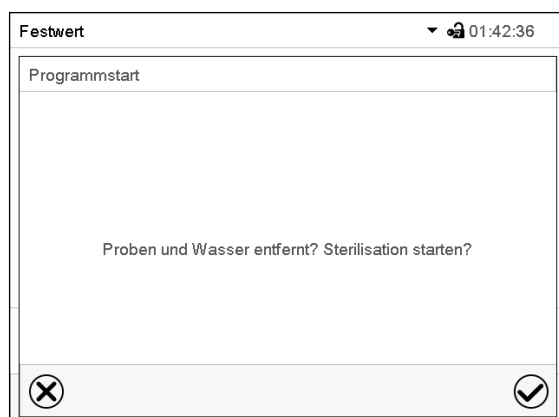 Festwert 01:42:36
Programmstart
Proben und Wasser entfernt? Sterilisation starten?